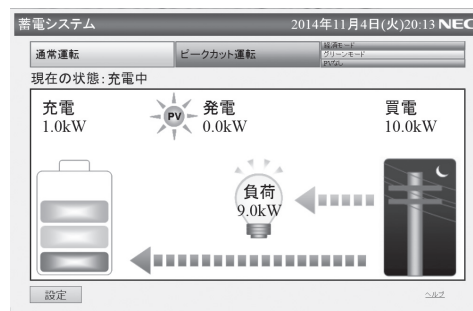 蓄電システム 2014年11月4日(火)20:13 NEC
通常運転 ピークカット運転 経済モード
グリーンモード
PVなし
現在の状態:充電中
充電 PV 発電 買電
1.0kW 0.0kW 10.0kW
負荷
9.0kW
設定 ヘルプ